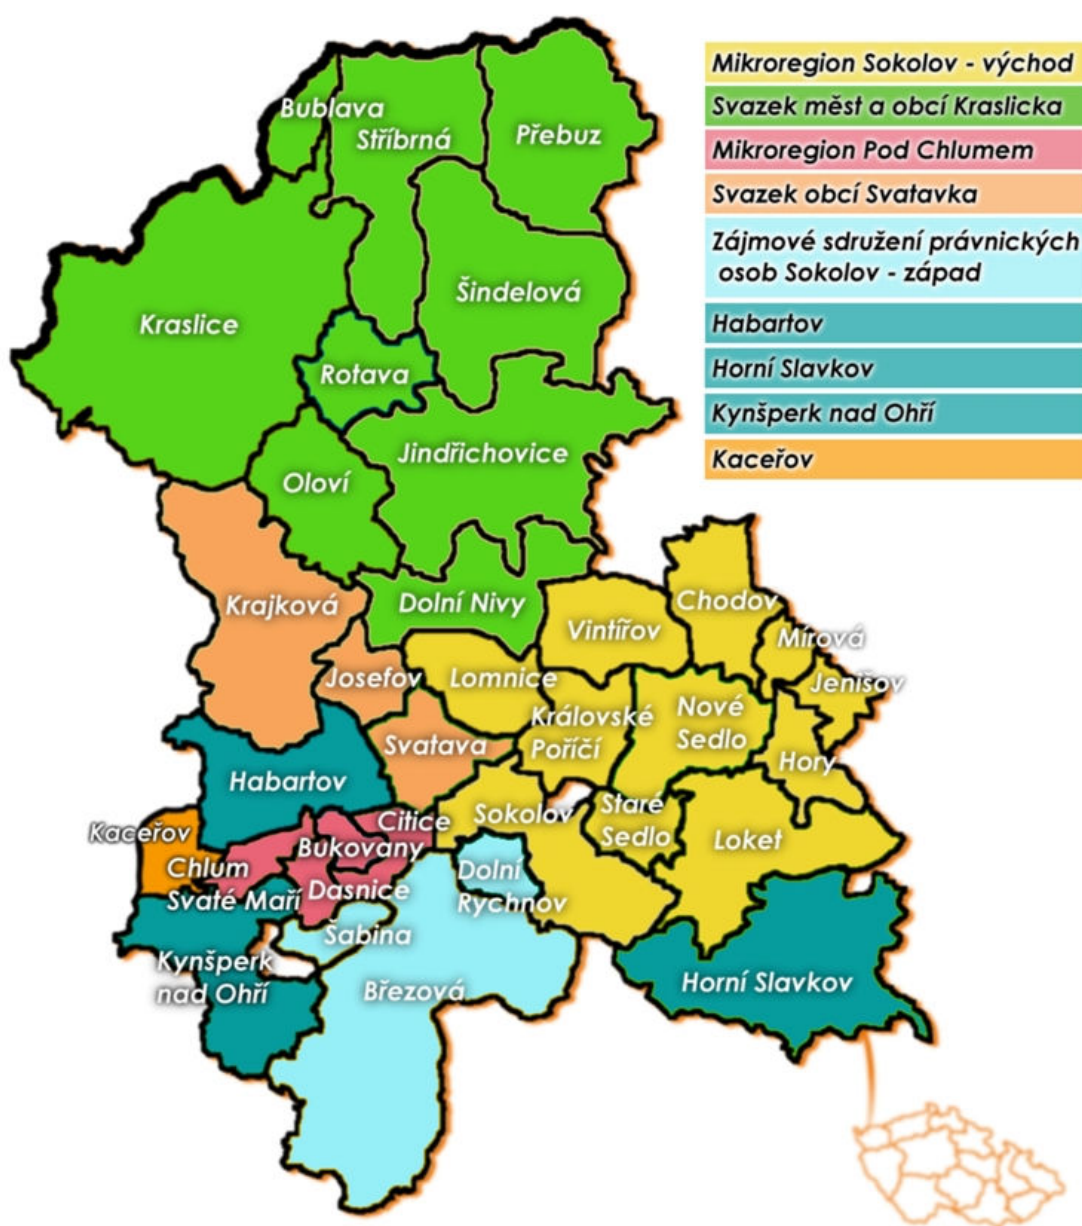 Mikroregion Sokolov - východ
Svazek měst a obcí Kraslicka
Mikroregion Pod Chlumem
Svazek obcí Svatavka
Zájmové sdružení právnických
osob Sokolov - západ
Habartov
Horní Slavkov
Kynšperk nad Ohří
Kaceřov
Bublava
Stříbrná
Přebuz
Šindelová
Kraslice
Rotava
Jindřichovice
Oloví
Krajková
Dolní Nivy
Vintířov
Chodov
Mírová
Jenišov
Josefov
Lomnice
Královské
Poříčí
Nové
Sedlo
Svatava
Hory
Habartov
Kaceřov
Citice
Sokolov
Staré
Sedlo
Loket
Bukovany
Chlum
Svaté Maří
Dasnice
Dolní
Rychnov
Šabina
Kynšperk
nad Ohří
Březová
Horní Slavkov